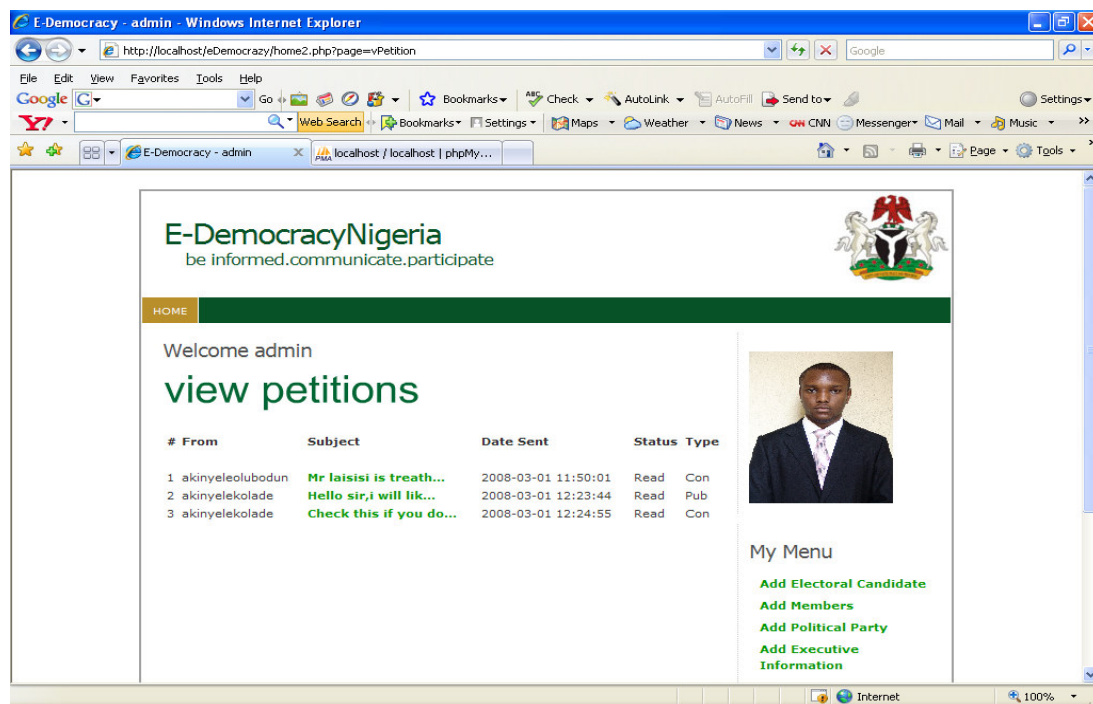 E-Democracy - admin - Windows Internet Explorer
http://localhost/eDemocrazy/home2.php?page=vPetition
Google
File Edit View Favorites Tools Help
Google G Go Bookmarks ABC Check AutoLink AutoFill Send to Settings
Y! Web Search Bookmarks Settings Maps Weather News CNN CNN Messenger Mail Music >>
E-Democracy - admin X PMA localhost / localhost | phpMy... Page Tools
E-DemocracyNigeria
be informed.communicate.participate
HOME
Welcome admin
view petitions
# From Subject Date Sent Status Type
1 akinyeleolubodun Mr laisisi is treath... 2008-03-01 11:50:01 Read Con
2 akinyelekolade Hello sir,i will lik... 2008-03-01 12:23:44 Read Pub
3 akinyelekolade Check this if you do... 2008-03-01 12:24:55 Read Con
My Menu
Add Electoral Candidate
Add Members
Add Political Party
Add Executive
Information
Internet 100%